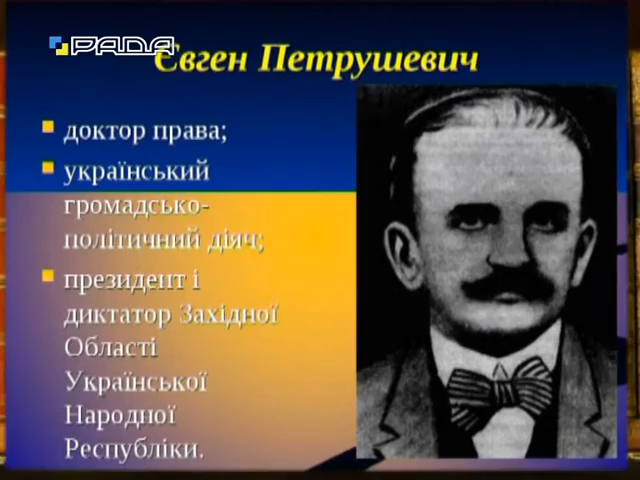 РАДА
Євген Петрушевич
доктор права;
український
громадсько-
політичний діяч;
президент і
диктатор Західної
Області
Української
Народної
Республіки.